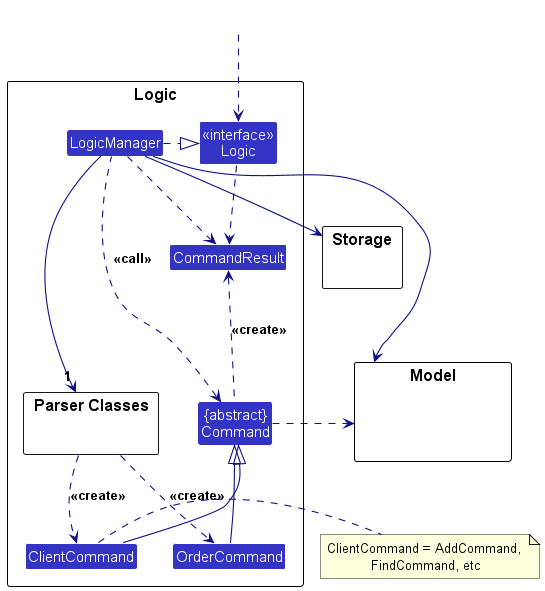 Logic
LogicManager
«interface»
Logic
«call»
CommandResult
Storage
«create»
1
Parser Classes
{abstract}
Command
Model
«create»
«create»
ClientCommand
OrderCommand
ClientCommand = AddCommand,
FindCommand, etc